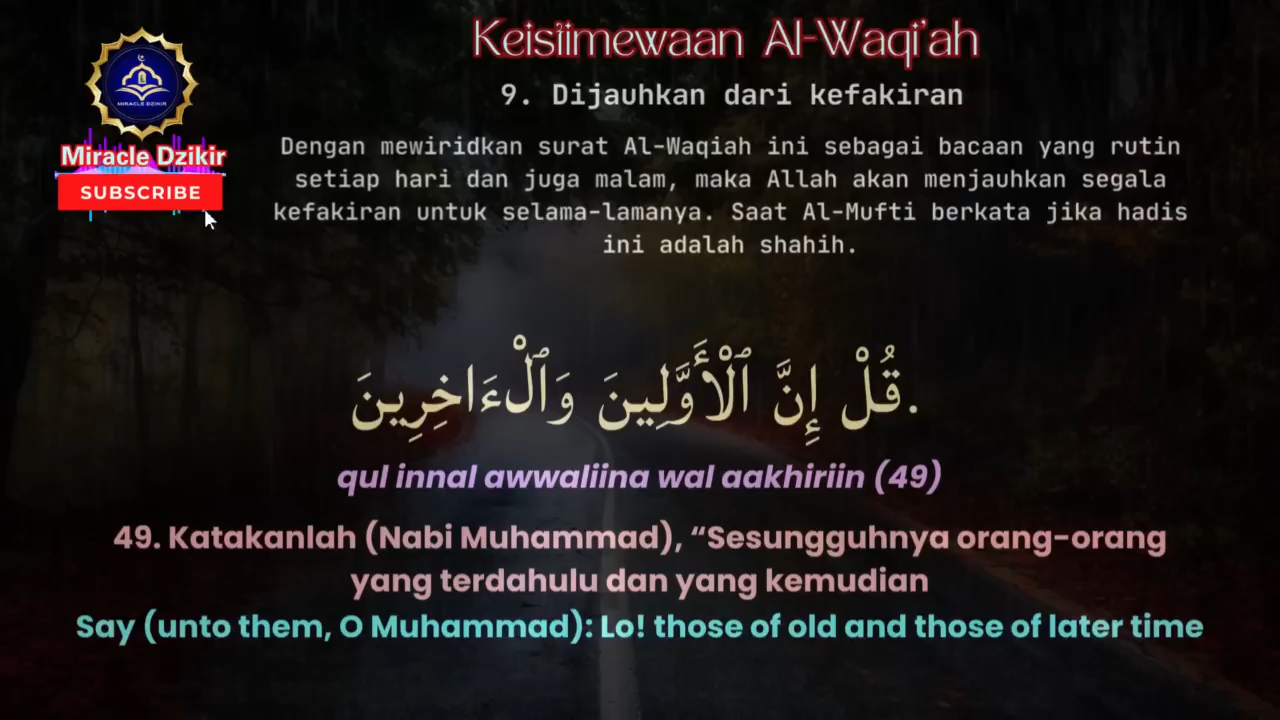 Keistimewaan Al-Waqi'ah
9. Dijauhkan dari kefakiran
MIRACLE DZIKIR
Miracle Dzikir
SUBSCRIBE
Dengan mewiridkan surat Al-Waqiah ini sebagai bacaan yang rutin
setiap hari dan juga malam, maka Allah akan menjauhkan segala
kefakiran untuk selama-lamanya. Saat Al-Mufti berkata jika hadis
ini adalah shahih.
.قُلْ إِنَّ ٱلْأَوَّلِينَ وَٱلْءَاخِرِينَ
qul innal awwaliina wal aakhiriin (49)
49. Katakanlah (Nabi Muhammad), “Sesungguhnya orang-orang
yang terdahulu dan yang kemudian
Say (unto them, O Muhammad): Lo! those of old and those of later time